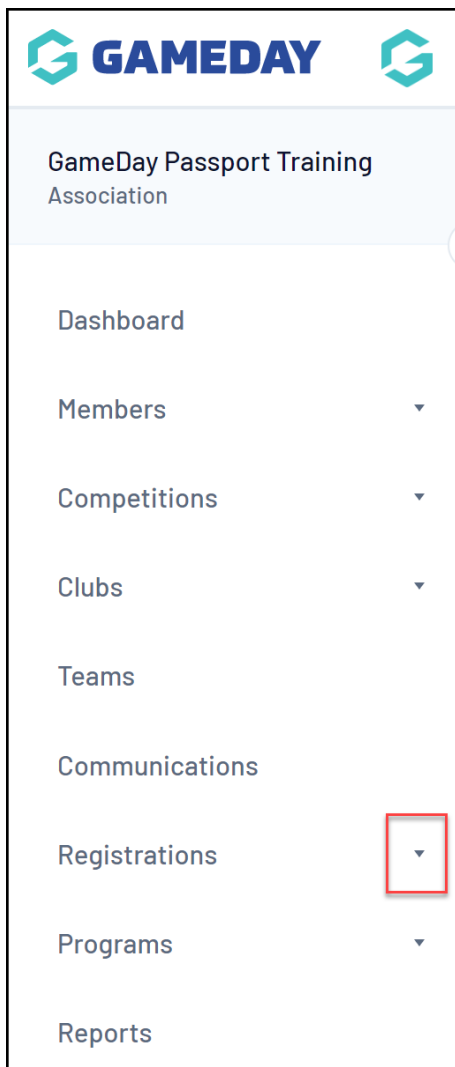 GAMEDAY
GameDay Passport Training
Association
Dashboard
Members
Competitions
Clubs
Teams
Communications
Registrations
Programs
Reports